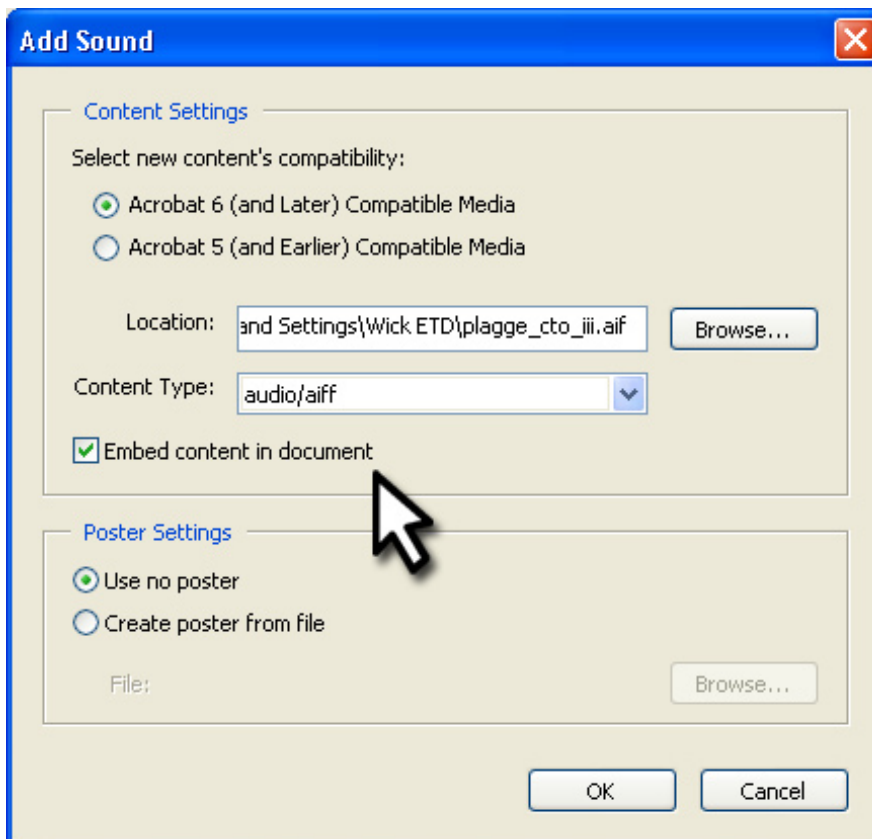 Add Sound
Content Settings
Select new content's compatibility:
Acrobat 6 (and Later) Compatible Media
Acrobat 5 (and Earlier) Compatible Media
Location: and Settings\Wick ETD\plagge_cto_iii.aif Browse...
Content Type: audio/aiff
Embed content in document
Poster Settings
Use no poster
Create poster from file
File: Browse...
OK Cancel